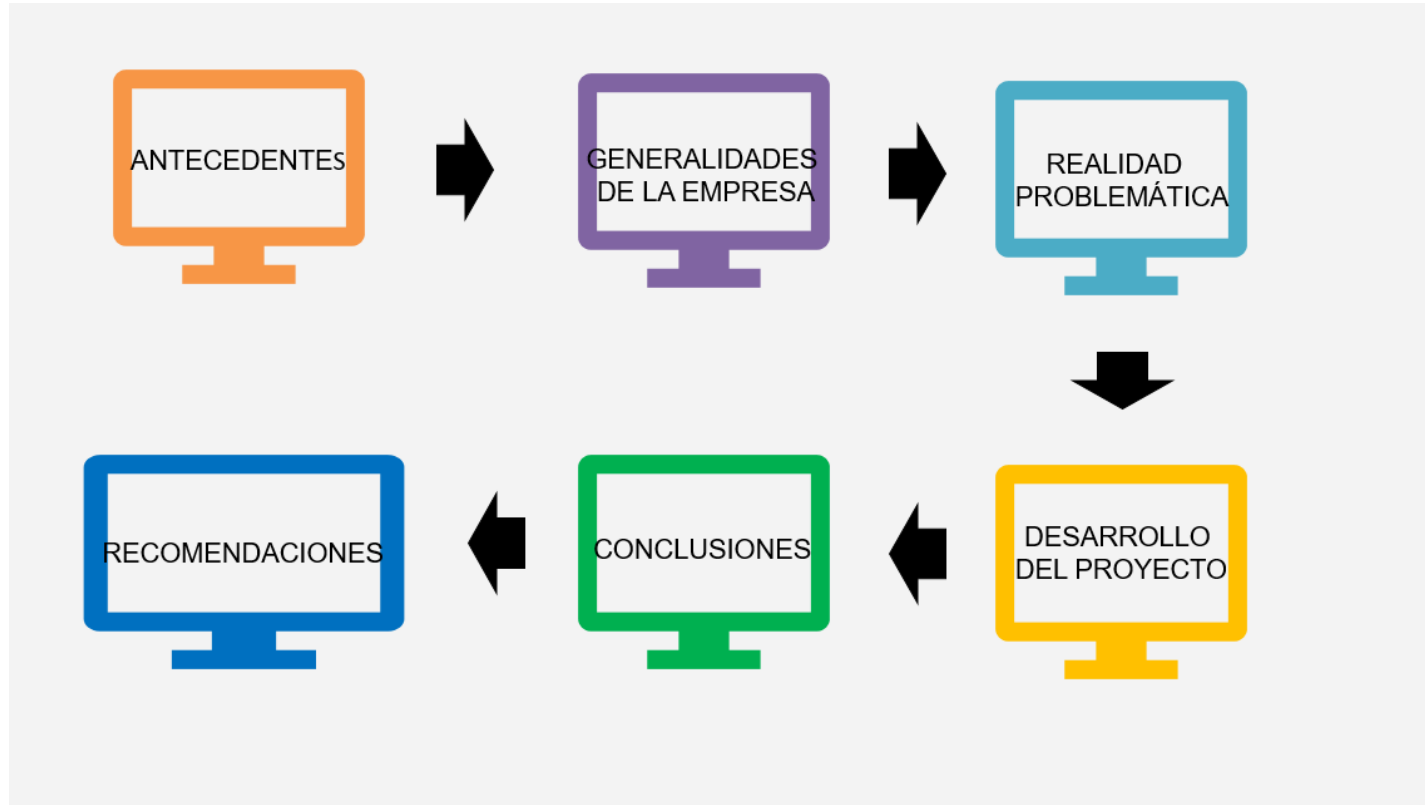 ANTECEDENTEs
GENERALIDADES
DE LA EMPRESA
REALIDAD
PROBLEMÁTICA
DESARROLLO
DEL PROYECTO
CONCLUSIONES
RECOMENDACIONES